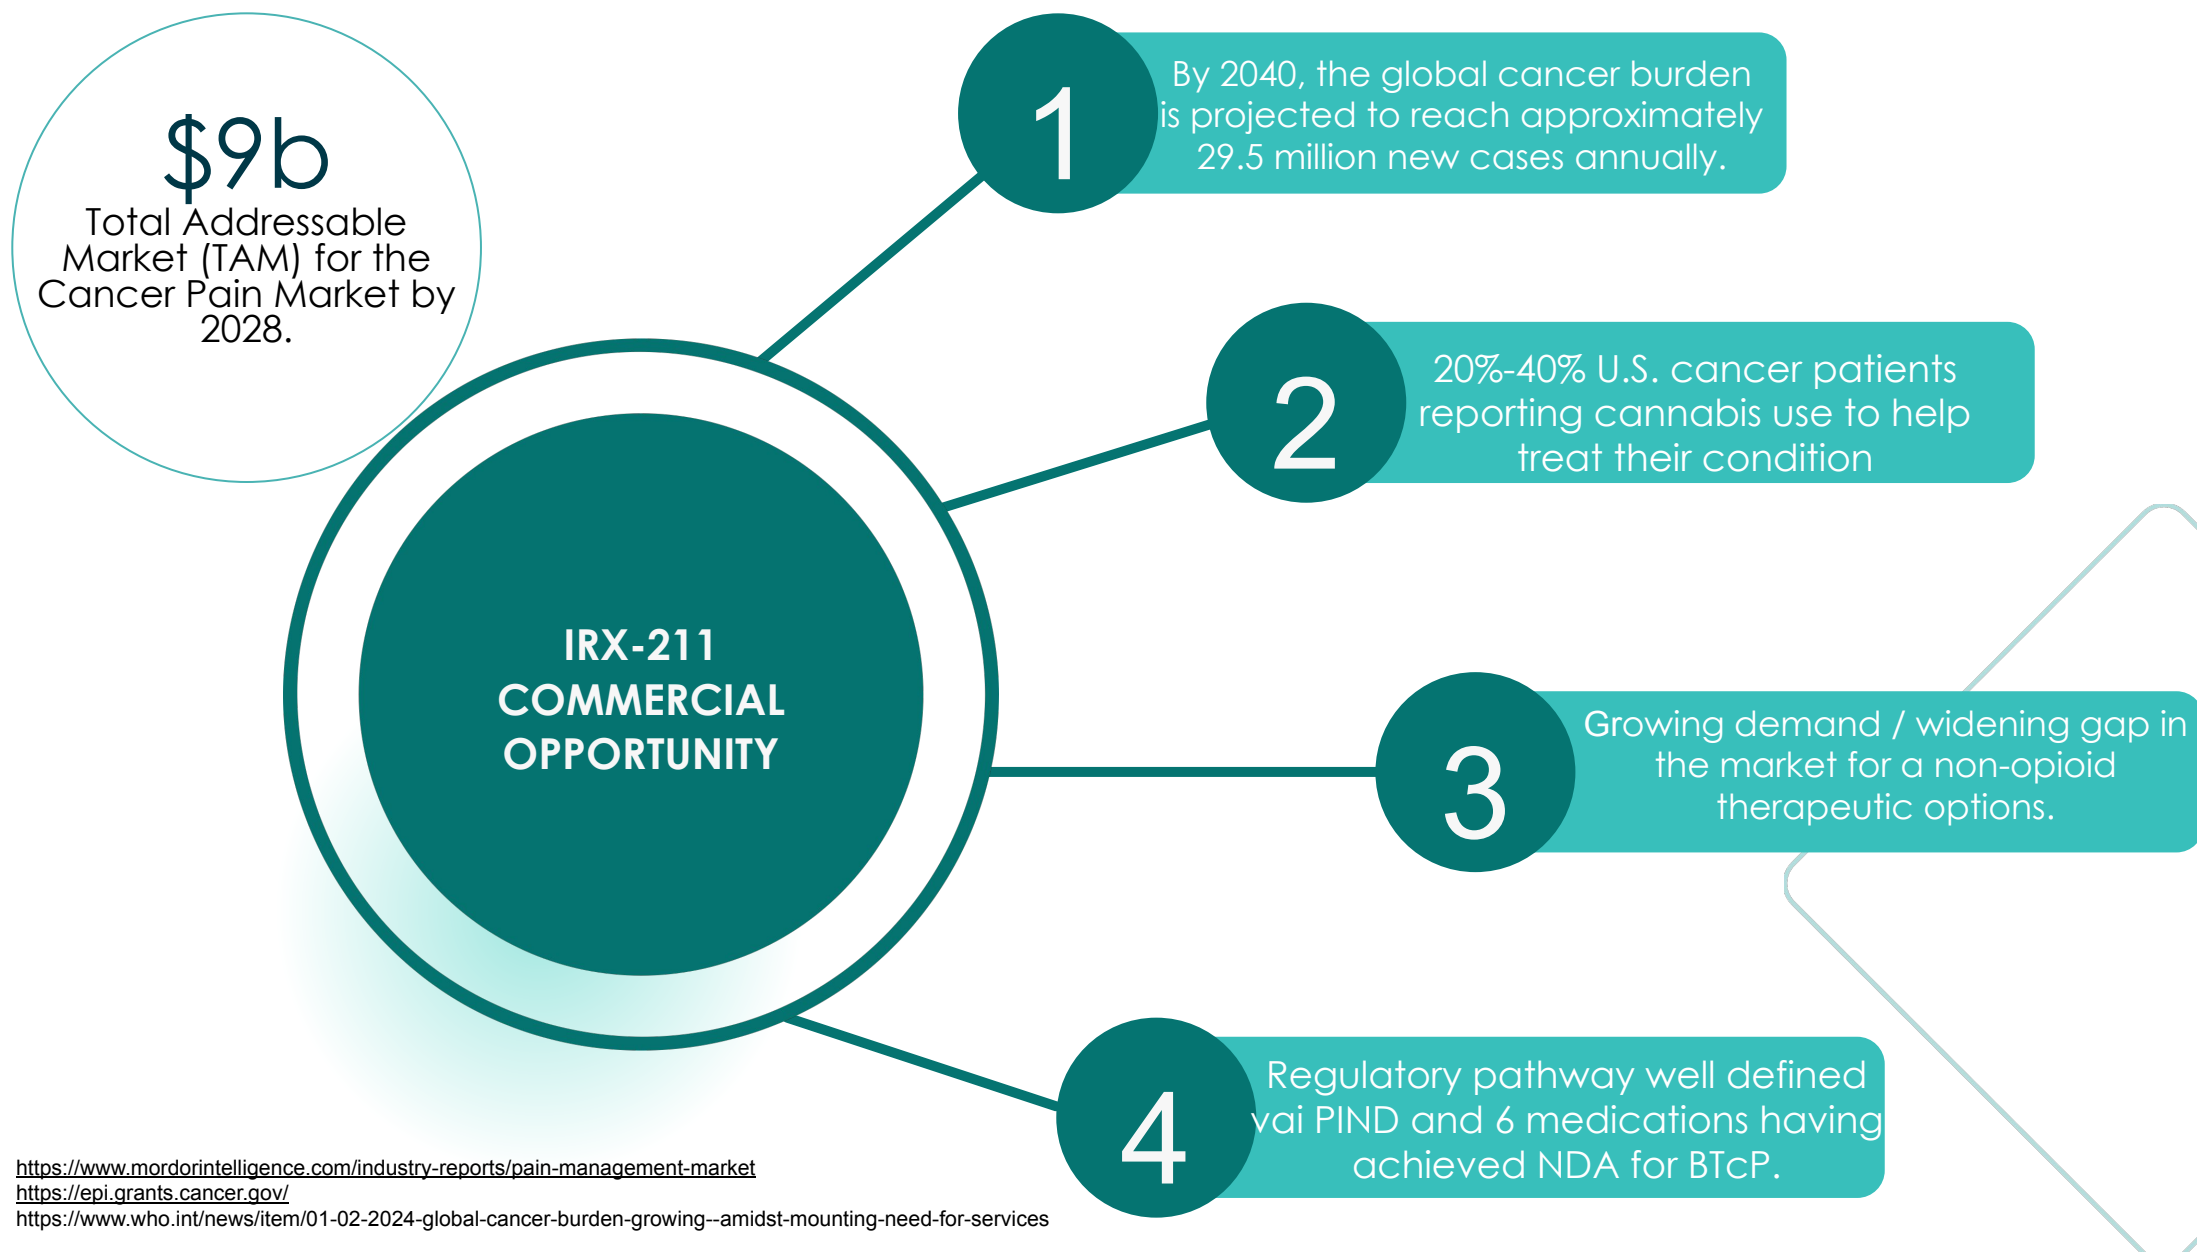 $9b
Total Addressable
Market (TAM) for the
Cancer Pain Market by
2028.
IRX-211
COMMERCIAL
OPPORTUNITY
1
By 2040, the global cancer burden
is projected to reach approximately
29.5 million new cases annually.
2
20%-40% U.S. cancer patients
reporting cannabis use to help
treat their condition
3
Growing demand / widening gap in
the market for a non-opioid
therapeutic options.
4
Regulatory pathway well defined
vai PIND and 6 medications having
achieved NDA for BTcP.
https://www.mordorintelligence.com/industry-reports/pain-management-market
https://epi.grants.cancer.gov/
https://www.who.int/news/item/01-02-2024-global-cancer-burden-growing--amidst-mounting-need-for-services